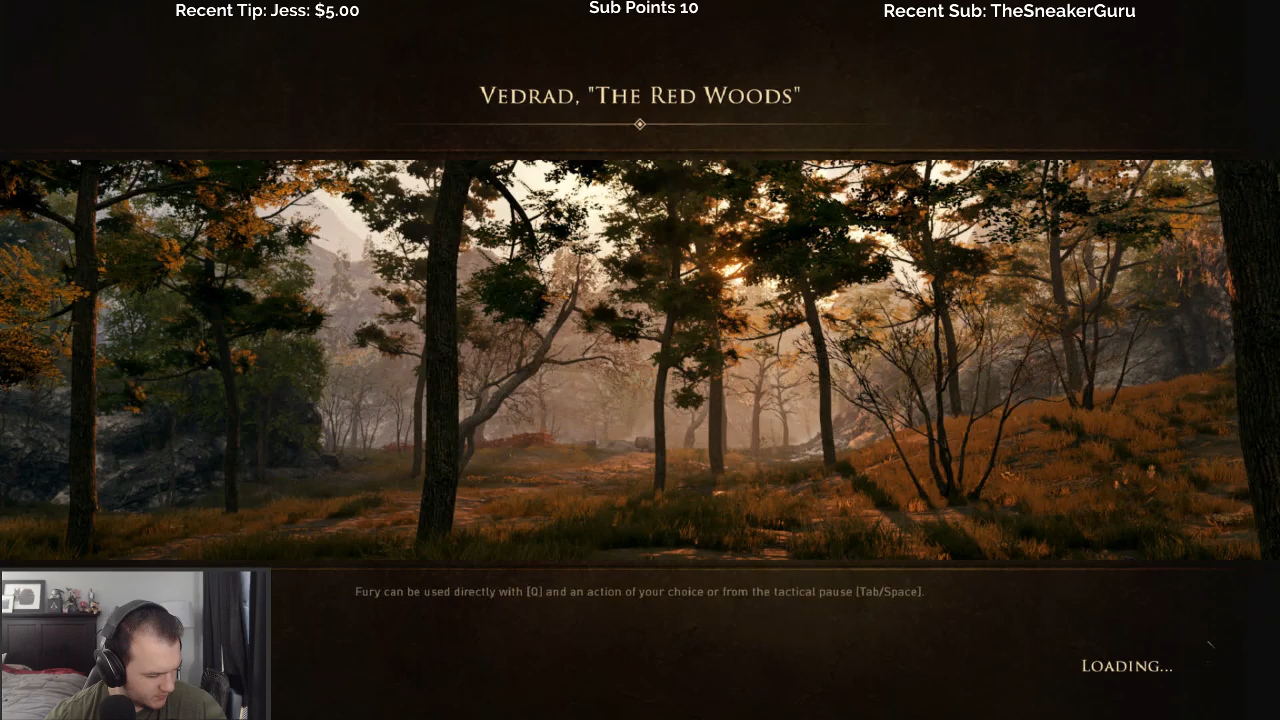 Recent Tip: Jess: $5.00
Sub Points 10
Recent Sub: TheSneakerGuru
Vedrad, "The Red Woods"
Fury can be used directly with [Q] and an action of your choice or from the tactical pause [Tab/Space].
Loading...